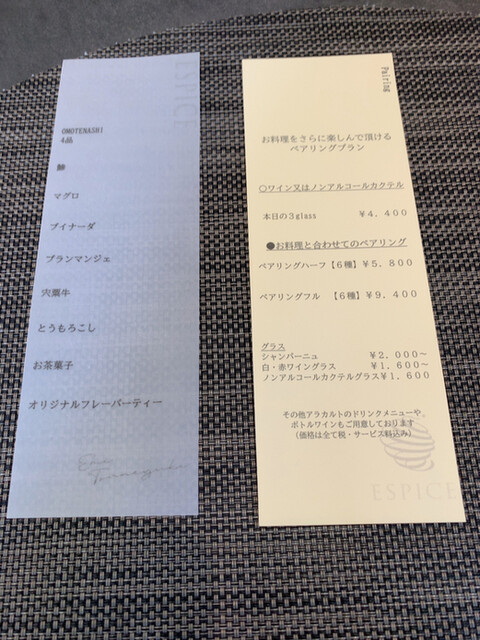 ESPICE
OMOTENASHI
4品
鯵
マグロ
ブイナーダ
ブランマンジェ
宍粟牛
とうもろこし
お茶菓子
オリジナルフレーバーティー
Pairing
お料理をさらに楽しんで頂ける
ペアリングプラン
○ワイン又はノンアルコールカクテル
本日の3glass ￥4,400
●お料理と合わせてのペアリング
ペアリングハーフ【6種】￥5,800
ペアリングフル 【6種】￥9,400
グラス
シャンパーニュ ￥2,000～
白・赤ワイングラス ￥1,600～
ノンアルコールカクテルグラス￥1,600
その他アラカルトのドリンクメニューや
ボトルワインもご用意しております
（価格は全て税・サービス料込み）
ESPICE